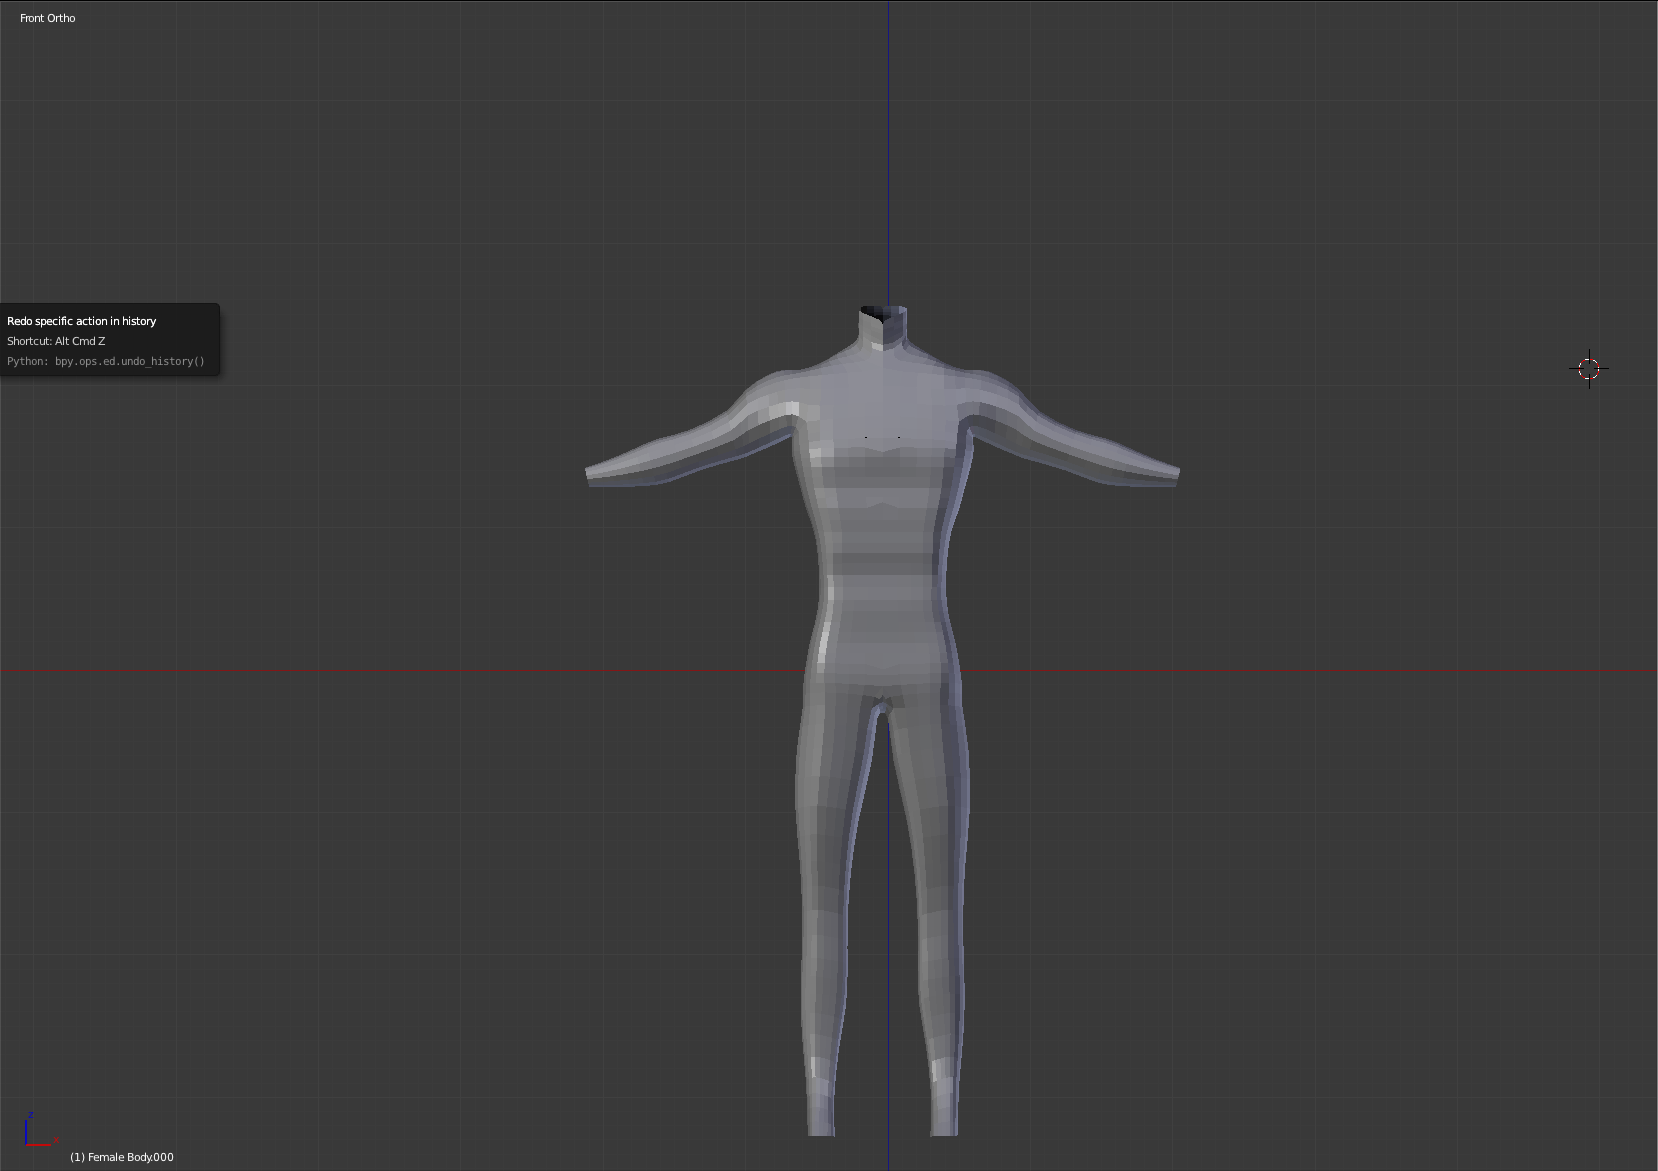 Front Ortho
Redo specific action in history
Shortcut: Alt Cmd Z
Python: bpy.ops.ed.undo_history()
z
x
(1) Female Body.000